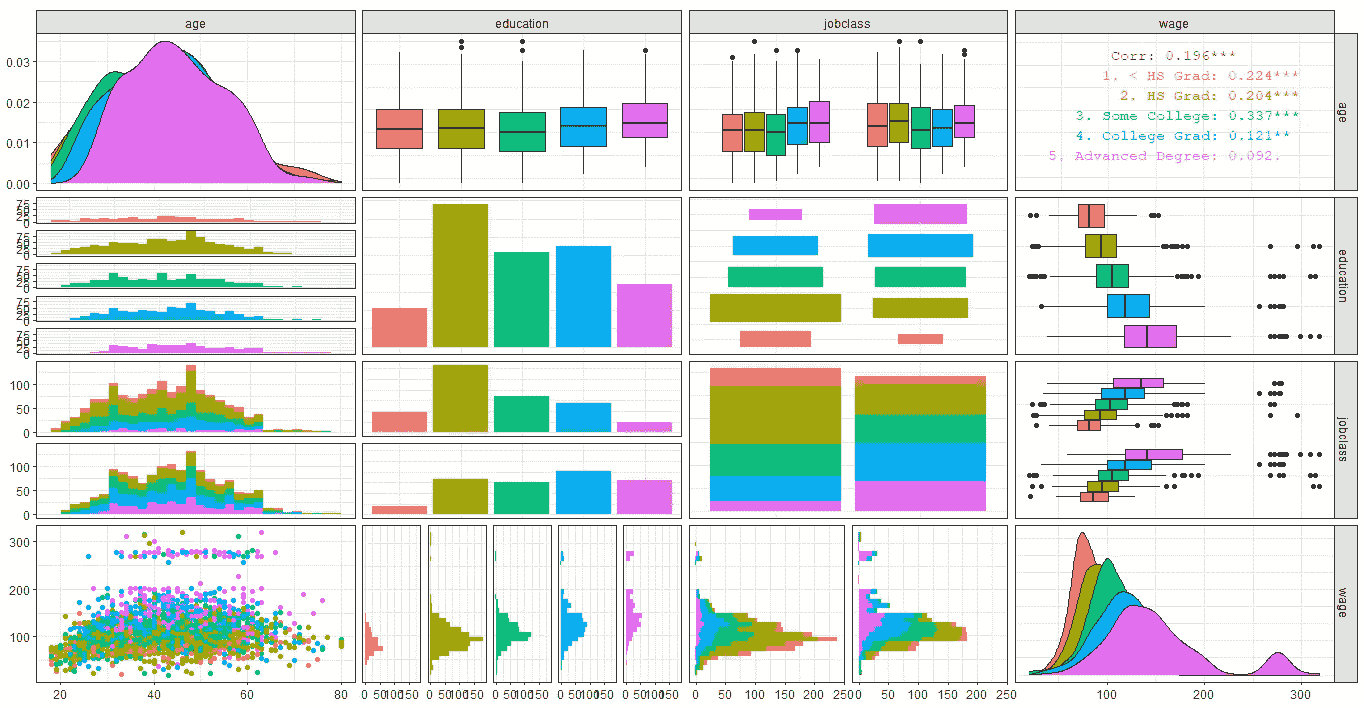 age education jobclass wage
0.03
0.02
0.01
0.00
Corr: 0.196***
1. < HS Grad: 0.224***
2. HS Grad: 0.204***
3. Some College: 0.337***
4. College Grad: 0.121**
5. Advanced Degree: 0.092.
age
75
50
25
0
75
50
25
0
75
50
25
0
75
50
25
0
75
50
25
0
education
100
50
0
100
50
0
jobclass
300
200
100
wage
20 40 60 80
0 50 100 150 0 50 100 150 0 50 100 150 0 50 100 150 0 50 100 150
0 50 100 150 200 250 0 50 100 150 200 250
100 200 300